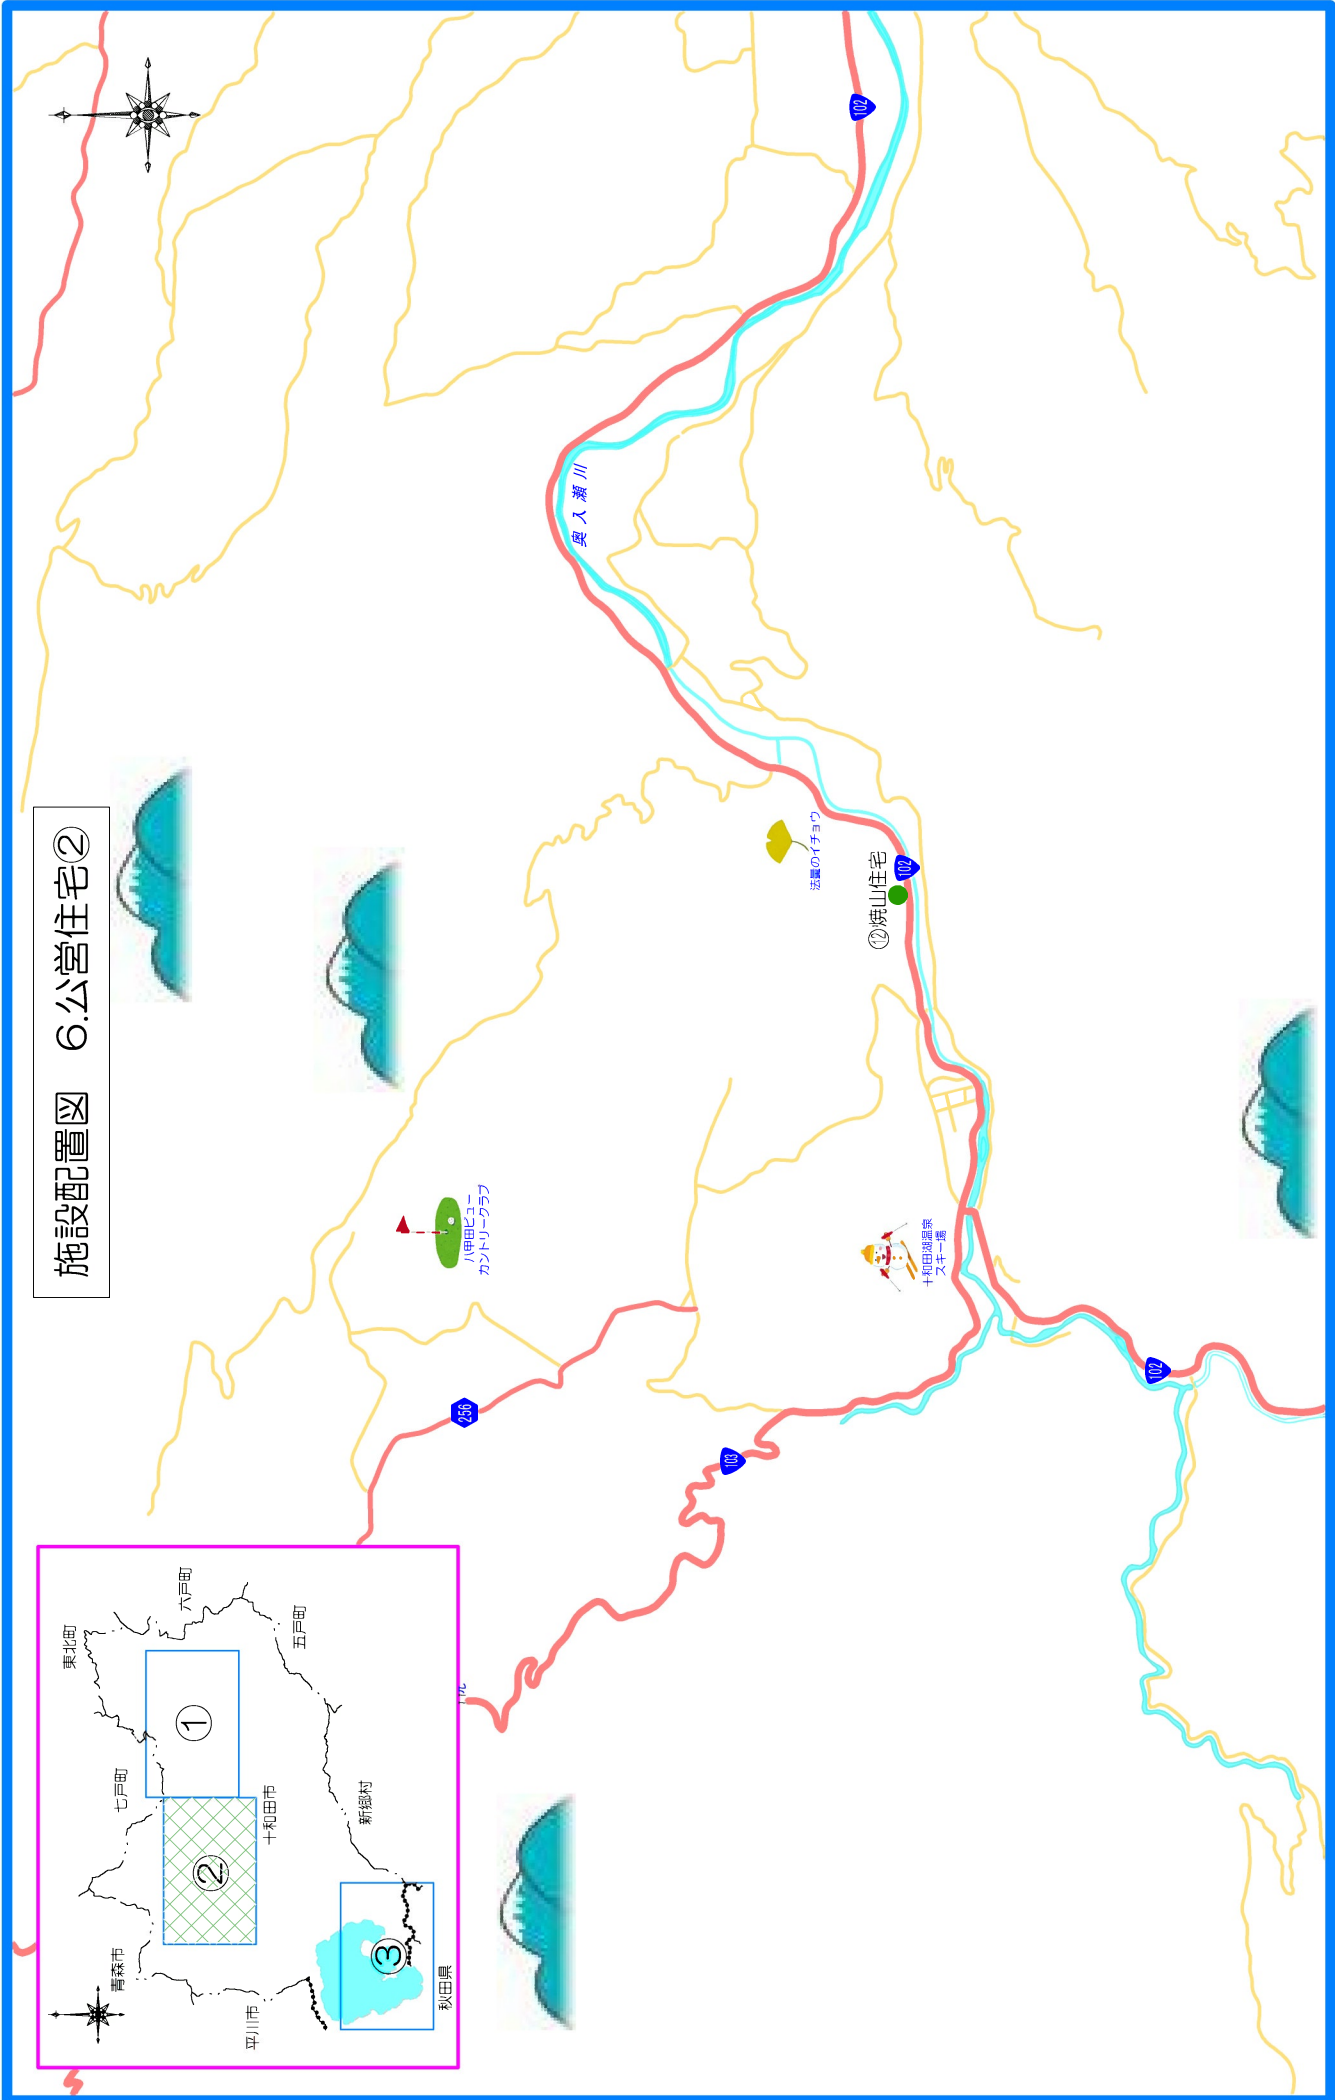 施設配置図　6.公営住宅②
102
奥入瀬川
法量のイチョウ
⑫焼山住宅
102
八甲田ビュー
カントリークラブ
十和田湖温泉
スキー場
256
103
102
東北町
六戸町
五戸町
七戸町
①
②
十和田市
新郷村
青森市
平川市
③
秋田県